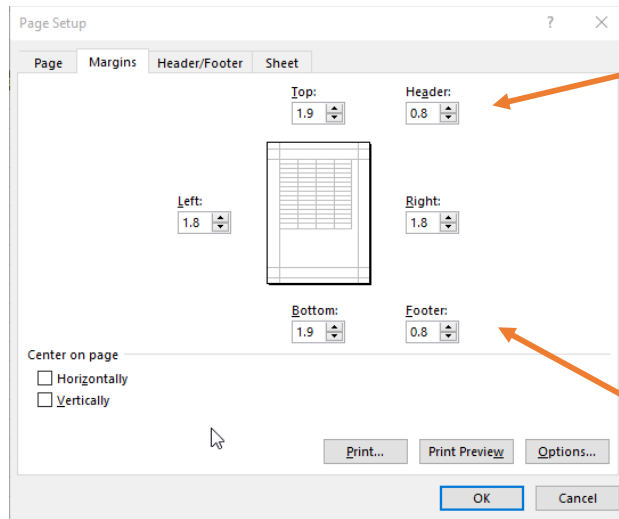 Page Setup ? ×
Page Margins Header/Footer Sheet
Top: Header:
1.9 0.8
Left: Right:
1.8 1.8
Bottom: Footer:
1.9 0.8
Center on page
Horizontally
Vertically
Print... Print Preview Options...
OK Cancel